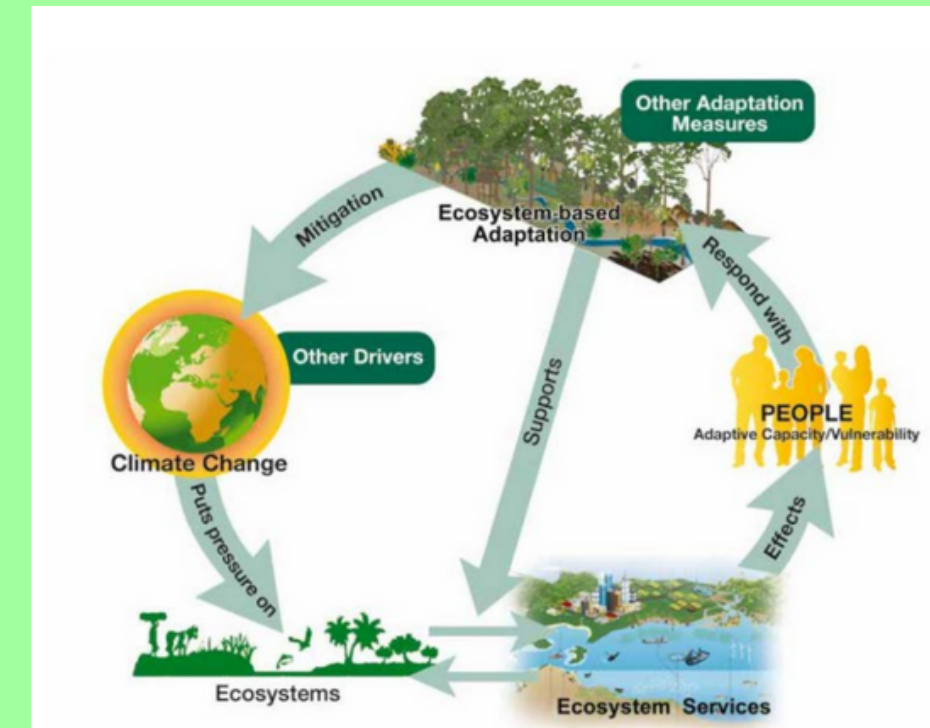 Other Adaptation
Measures
Ecosystem-based
Adaptation
Mitigation
Respond with
Other Drivers
Supports
PEOPLE
Adaptive Capacity/Vulnerability
Climate Change
Puts pressure on
Effects
Ecosystems
Ecosystem Services